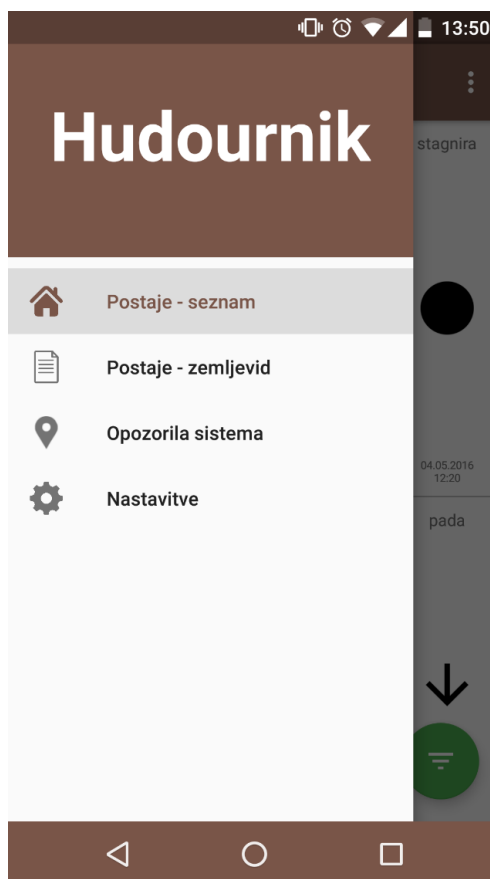 13:50
Hudournik
stagnira
Postaje - seznam
Postaje - zemljevid
Opozorila sistema
Nastavitve
04.05.2016
12:20
pada